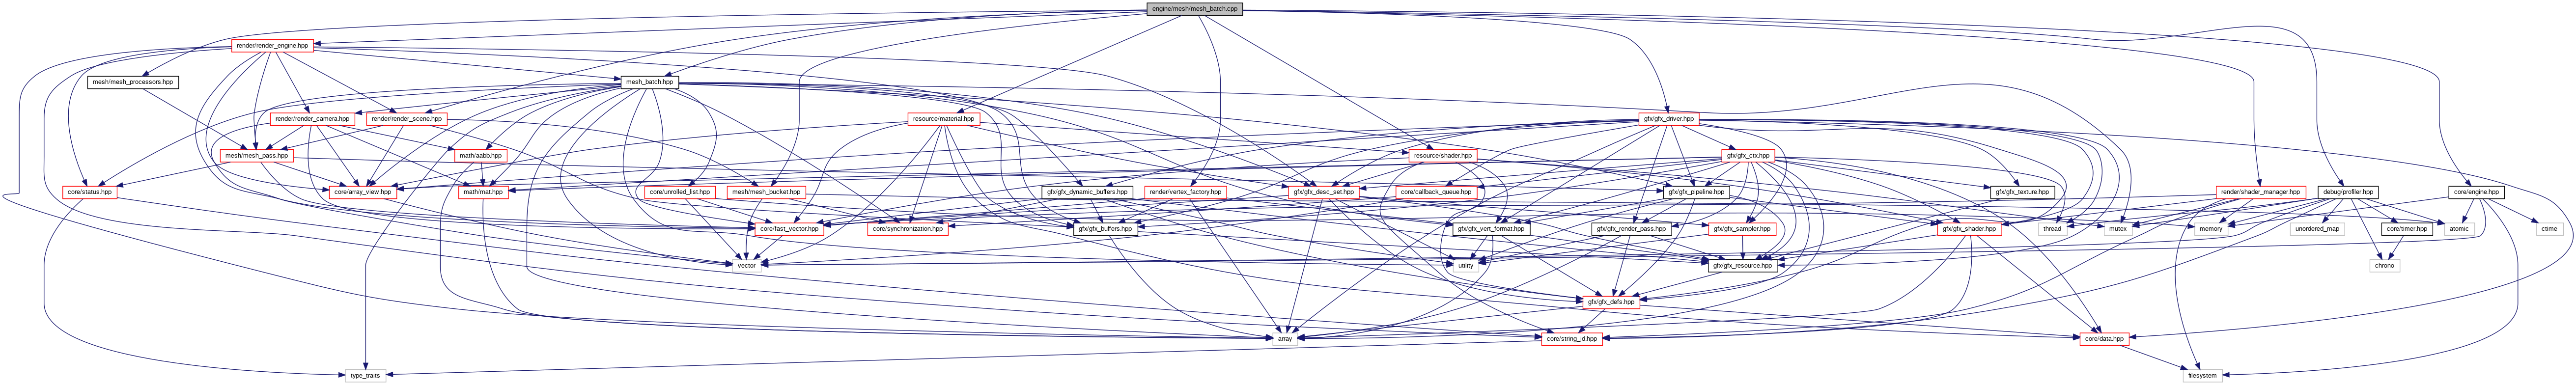 engine/mesh/mesh_batch.cpp
render/render_engine.hpp
mesh/mesh_processors.hpp
mesh_batch.hpp
render/render_camera.hpp
render/render_scene.hpp
resource/material.hpp
gfx/gfx_driver.hpp
mesh/mesh_pass.hpp
math/aabb.hpp
resource/shader.hpp
gfx/gfx_ctx.hpp
core/status.hpp
core/array_view.hpp
math/mat.hpp
gfx/gfx_dynamic_buffers.hpp
core/unrolled_list.hpp
mesh/mesh_bucket.hpp
render/vertex_factory.hpp
gfx/gfx_desc_set.hpp
core/callback_queue.hpp
gfx/gfx_pipeline.hpp
gfx/gfx_texture.hpp
render/shader_manager.hpp
debug/profiler.hpp
core/engine.hpp
core/fast_vector.hpp
core/synchronization.hpp
gfx/gfx_buffers.hpp
gfx/gfx_vert_format.hpp
gfx/gfx_render_pass.hpp
gfx/gfx_sampler.hpp
gfx/gfx_shader.hpp
thread
mutex
memory
unordered_map
core/timer.hpp
atomic
ctime
vector
utility
gfx/gfx_resource.hpp
chrono
gfx/gfx_defs.hpp
array
core/string_id.hpp
core/data.hpp
type_traits
filesystem